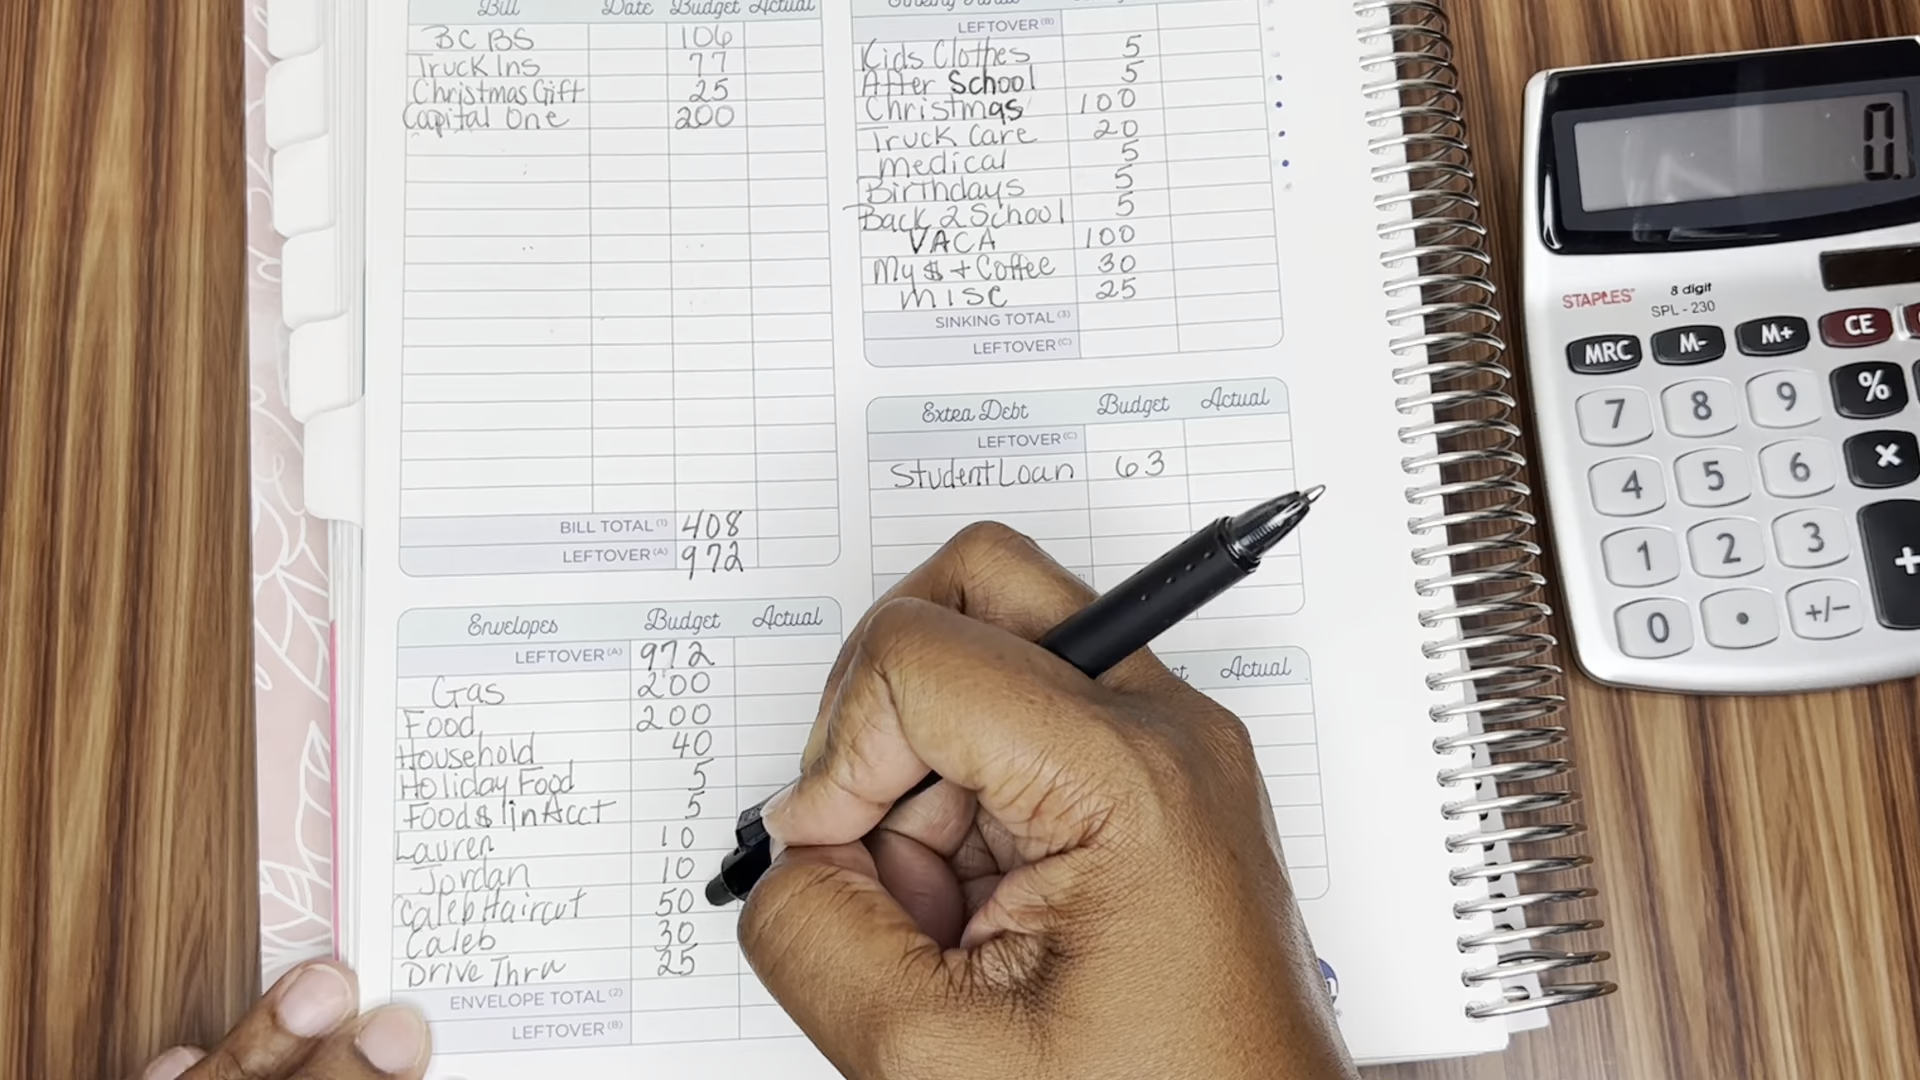 Bill Date Budget Actual
BCBS 106
Truck Ins 77
Christmas Gift 25
Capital One 200
BILL TOTAL (1) 408
LEFTOVER (A) 972
Envelopes Budget Actual
LEFTOVER (A) 972
Gas 200
Food 200
Household 40
Holiday Food 5
Food $ in Acct 5
Lauren 10
Jordan 10
Caleb Haircut 50
Caleb 30
Drive Thru 25
ENVELOPE TOTAL (2)
LEFTOVER (B)
LEFTOVER (B)
Kids Clothes 5
After School 5
Christmas 100
Truck Care 20
Medical 5
Birthdays 5
Back 2 School 5
VACA 100
My $ + Coffee 30
misc 25
SINKING TOTAL (3)
LEFTOVER (C)
Extra Debt Budget Actual
LEFTOVER (C)
Student Loan 63
Actual
0.
STAPLES 8 digit
SPL-230
MRC M- M+ CE
7 8 9 %
4 5 6 ×
1 2 3 +
0 • +/−